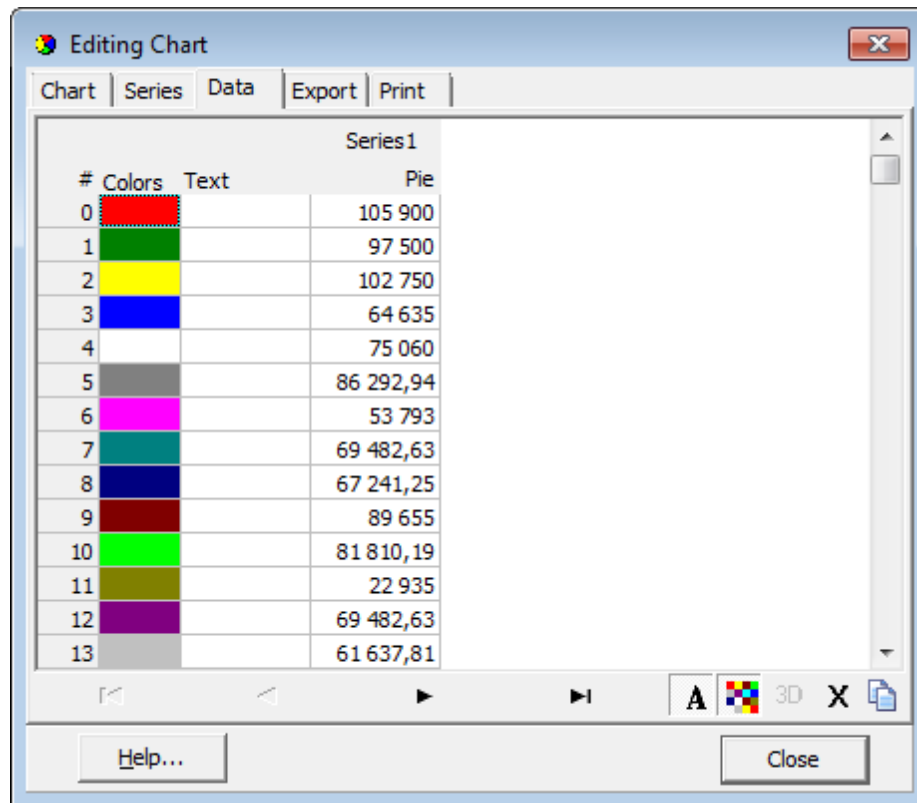 Editing Chart
Chart Series Data Export Print
Series1
# Colors Text Pie
0 105 900
1 97 500
2 102 750
3 64 635
4 75 060
5 86 292,94
6 53 793
7 69 482,63
8 67 241,25
9 89 655
10 81 810,19
11 22 935
12 69 482,63
13 61 637,81
A 3D X
Help... Close